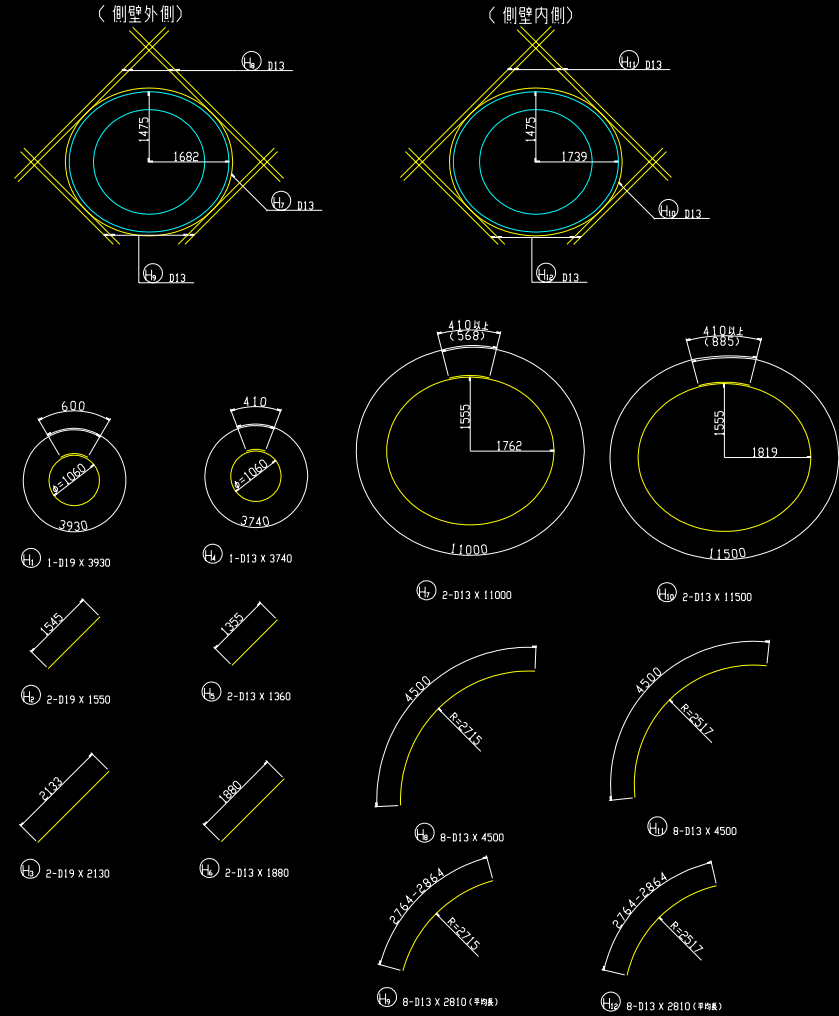 (側壁外側)
(側壁内側)
H8 D13
1475
1682
H7 D13
H9 D13
H11 D13
1475
1739
H10 D13
H12 D13
600
φ=1060
3930
H1 1-D19 X 3930
410
φ=1060
3740
H4 1-D13 X 3740
410以上
(568)
1555
1762
11000
H7 2-D13 X 11000
410以上
(885)
1555
1819
11500
H10 2-D13 X 11500
1545
H2 2-D19 X 1550
1355
H5 2-D13 X 1360
4500
R=2715
H8 8-D13 X 4500
4500
R=2517
H11 8-D13 X 4500
2133
H3 2-D19 X 2130
1880
H6 2-D13 X 1880
2764-2864
R=2715
H9 8-D13 X 2810(平均長)
2764-2864
R=2517
H12 8-D13 X 2810(平均長)